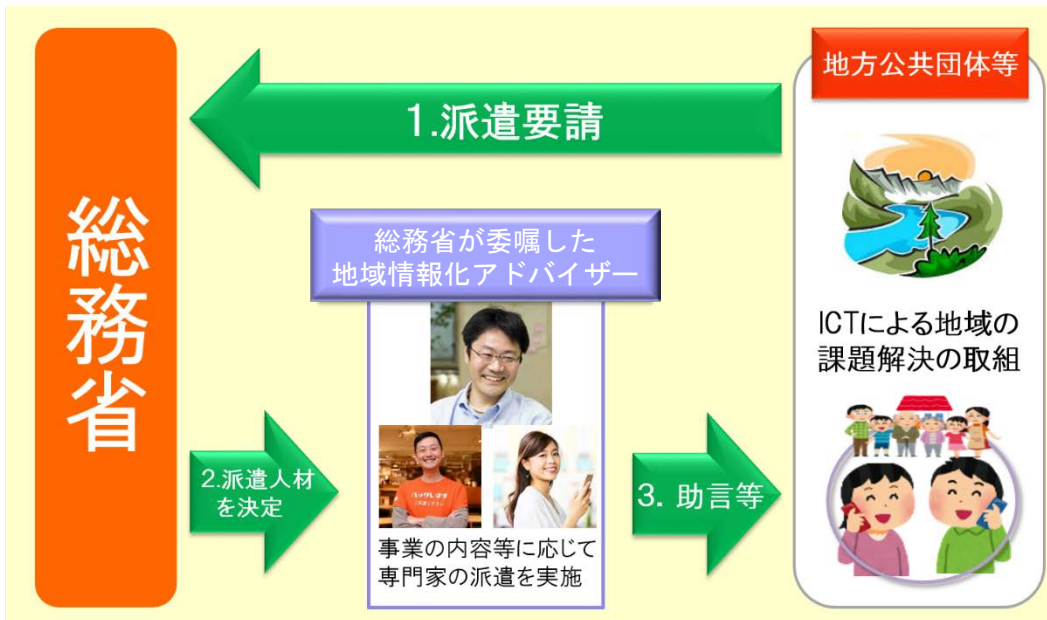 総務省
1.派遣要請
地方公共団体等
ICTによる地域の
課題解決の取組
総務省が委嘱した
地域情報化アドバイザー
2.派遣人材
を決定
事業の内容等に応じて
専門家の派遣を実施
3. 助言等